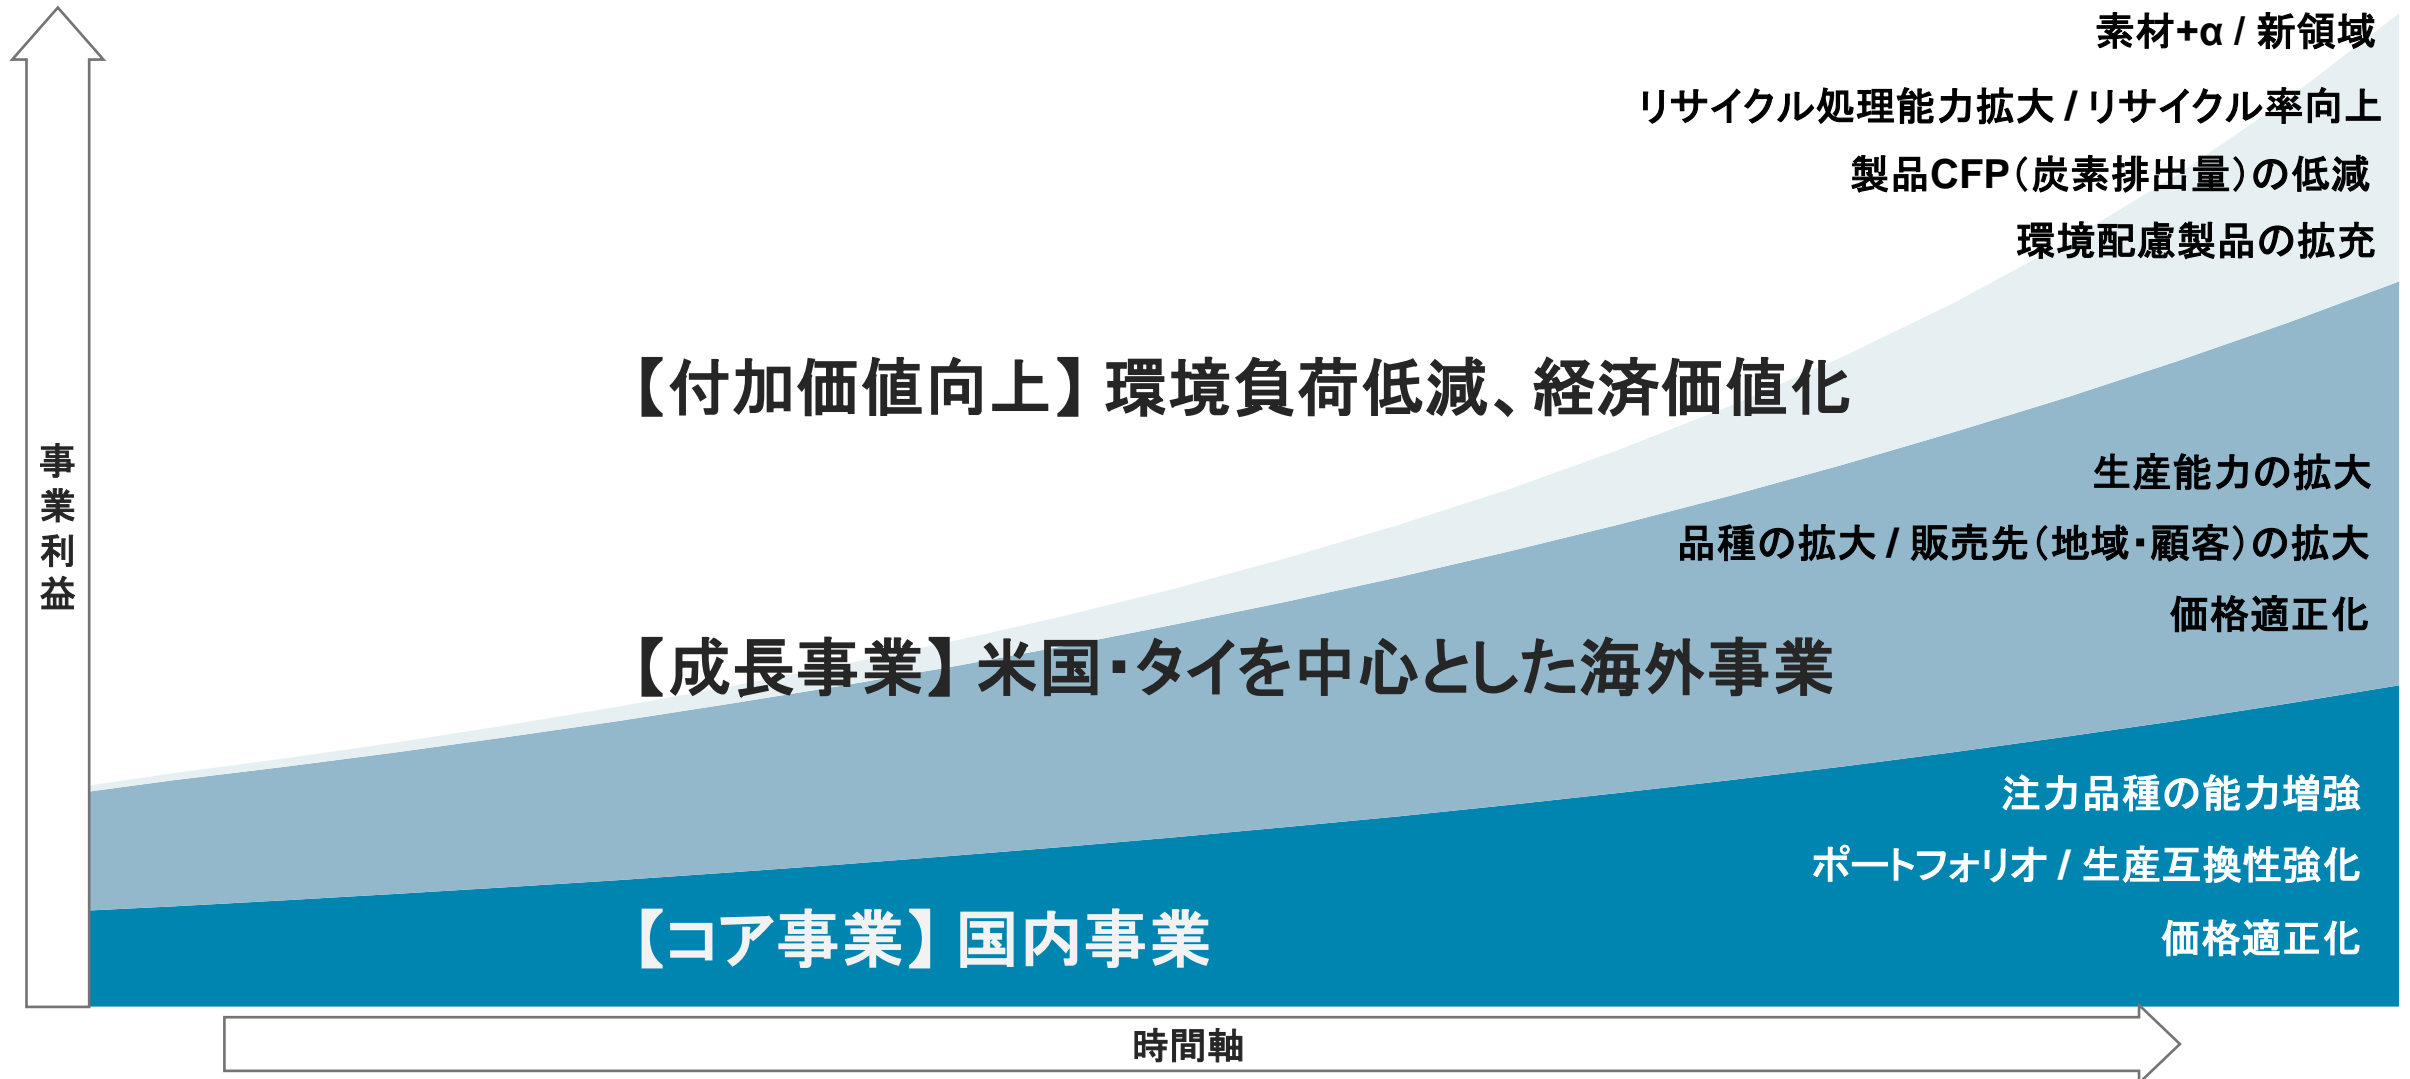 素材+α / 新領域
リサイクル処理能力拡大 / リサイクル率向上
製品CFP（炭素排出量）の低減
環境配慮製品の拡充
【付加価値向上】 環境負荷低減、経済価値化
生産能力の拡大
品種の拡大 / 販売先（地域・顧客）の拡大
価格適正化
【成長事業】 米国・タイを中心とした海外事業
注力品種の能力増強
ポートフォリオ / 生産互換性強化
価格適正化
【コア事業】 国内事業
事業利益
時間軸